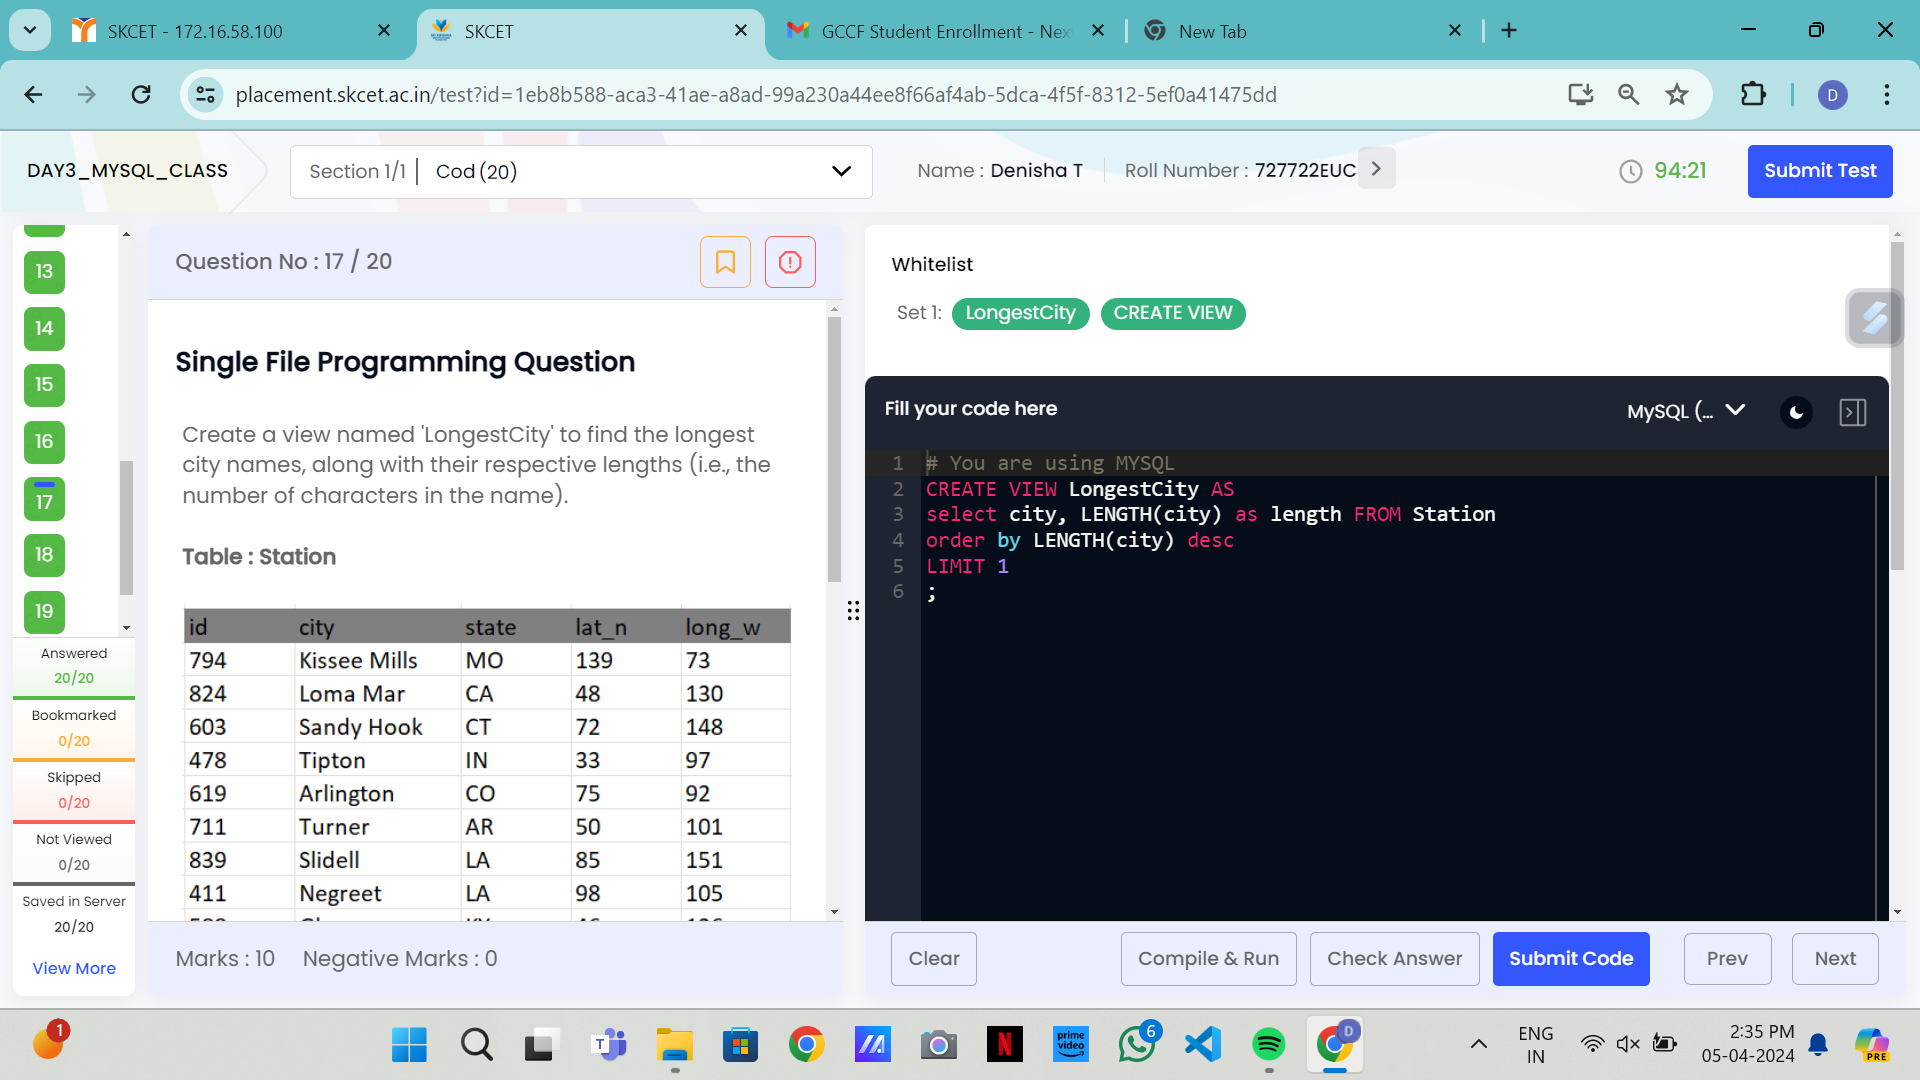 SKCET - 172.16.58.100
SKCET
GCCF Student Enrollment - Nex
New Tab
placement.skcet.ac.in/test?id=1eb8b588-aca3-41ae-a8ad-99a230a44ee8f66af4ab-5dca-4f5f-8312-5ef0a41475dd
D
DAY3_MYSQL_CLASS
Section 1/1 | Cod (20)
Name : Denisha T
Roll Number : 727722EUC
94:21
Submit Test
13
14
15
16
17
18
19
Answered
20/20
Bookmarked
0/20
Skipped
0/20
Not Viewed
0/20
Saved in Server
20/20
View More
Question No : 17 / 20
Single File Programming Question
Create a view named 'LongestCity' to find the longest
city names, along with their respective lengths (i.e., the
number of characters in the name).
Table : Station
id city state lat_n long_w
794 Kissee Mills MO 139 73
824 Loma Mar CA 48 130
603 Sandy Hook CT 72 148
478 Tipton IN 33 97
619 Arlington CO 75 92
711 Turner AR 50 101
839 Slidell LA 85 151
411 Negreet LA 98 105
Marks : 10 Negative Marks : 0
Whitelist
Set 1: LongestCity CREATE VIEW
Fill your code here
MySQL (...
1 # You are using MYSQL
2 CREATE VIEW LongestCity AS
3 select city, LENGTH(city) as length FROM Station
4 order by LENGTH(city) desc
5 LIMIT 1
6 ;
Clear
Compile & Run
Check Answer
Submit Code
Prev
Next
1
T
prime
video
6
D
ENG
IN
2:35 PM
05-04-2024
PRE